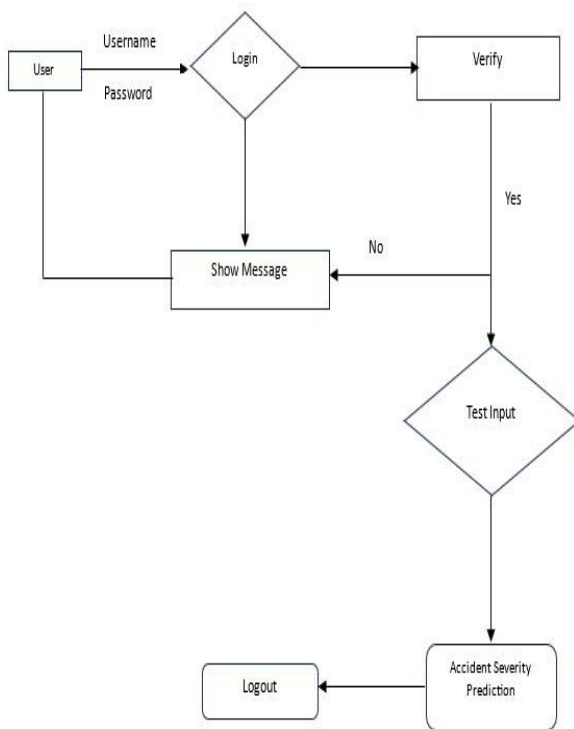 Username
User
Login
Verify
Password
Yes
No
Show Message
Test Input
Accident Severity
Prediction
Logout